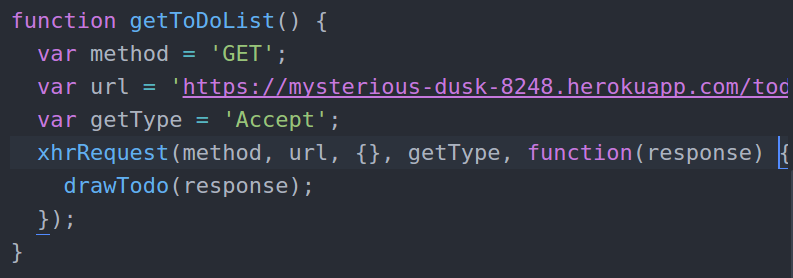 function getToDoList() {
  var method = 'GET';
  var url = 'https://mysterious-dusk-8248.herokuapp.com/tod
  var getType = 'Accept';
  xhrRequest(method, url, {}, getType, function(response) {
    drawTodo(response);
  });
}